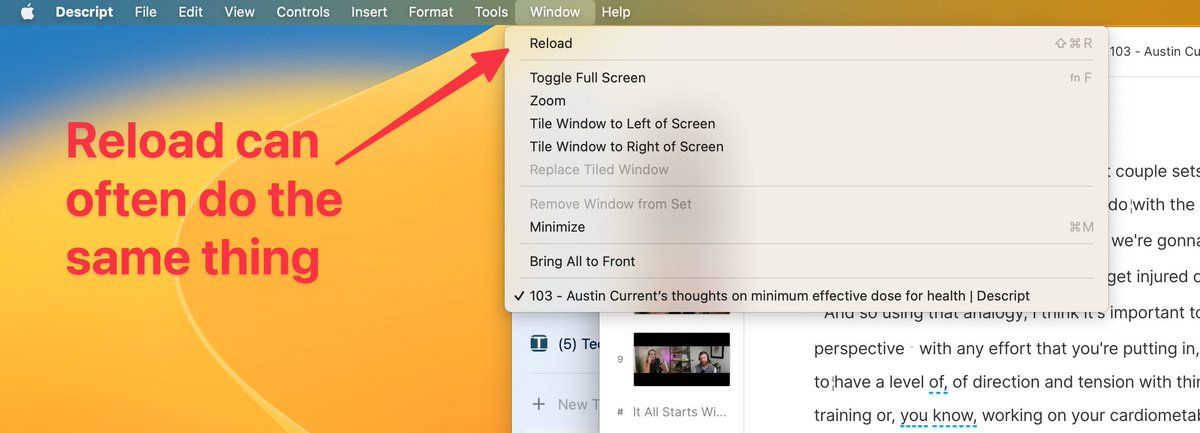 Descript File Edit View Controls Insert Format Tools Window Help
Reload can
often do the
same thing
Reload ⇧⌘R
Toggle Full Screen fn F
Zoom
Tile Window to Left of Screen
Tile Window to Right of Screen
Replace Tiled Window
Remove Window from Set
Minimize ⌘M
Bring All to Front
✓ 103 - Austin Current's thoughts on minimum effective dose for health | Descript
(5)
9
+ New
# It All Starts Wi...
103 - Austin
couple sets
do with the
we're gonna
get injured
And so using that analogy, I think it's important to
perspective · with any effort that you're putting in,
to have a level of, of direction and tension with
training or, you know, working on your